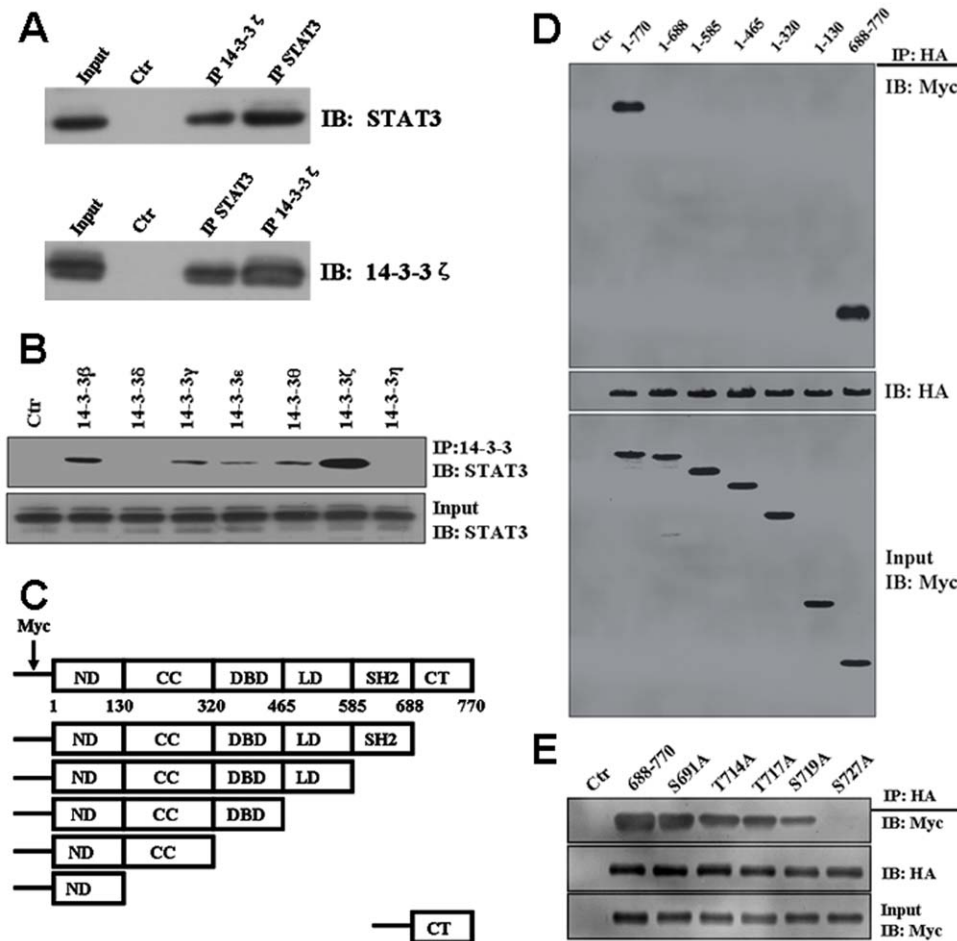 A
Input Ctr IP 14-3-3 ζ IP STAT3
IB: STAT3
Input Ctr IP STAT3 IP 14-3-3 ζ
IB: 14-3-3 ζ
B
Ctr 14-3-3β 14-3-3δ 14-3-3γ 14-3-3ε 14-3-3θ 14-3-3ζ 14-3-3η
IP:14-3-3
IB: STAT3
Input
IB: STAT3
C
Myc
ND CC DBD LD SH2 CT
1 130 320 465 585 688 770
ND CC DBD LD SH2
ND CC DBD LD
ND CC DBD
ND CC
ND
CT
D
Ctr 1-770 1-688 1-585 1-465 1-320 1-130 688-770
IP: HA
IB: Myc
IB: HA
Input
IB: Myc
E
Ctr 688-770 S691A T714A T717A S719A S727A
IP: HA
IB: Myc
IB: HA
Input
IB: Myc